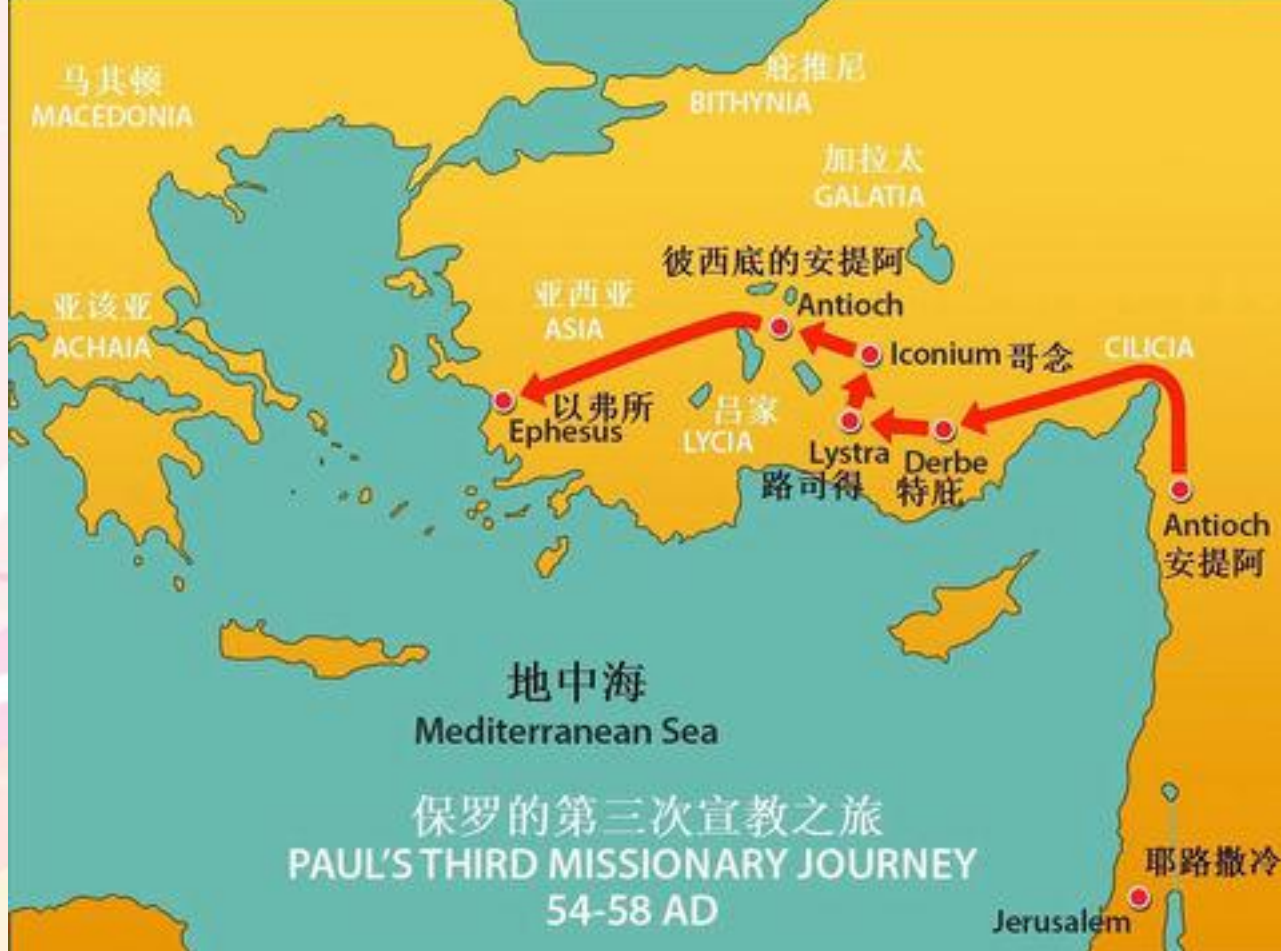 马其顿
MACEDONIA
庇推尼
BITHYNIA
加拉太
GALATIA
彼西底的安提阿
Antioch
亚西亚
ASIA
亚该亚
ACHAIA
Iconium 哥念
CILICIA
以弗所
Ephesus
吕家
LYCIA
Lystra
路司得
Derbe
特庇
Antioch
安提阿
地中海
Mediterranean Sea
保罗的第三次宣教之旅
PAUL'S THIRD MISSIONARY JOURNEY
54-58 AD
耶路撒冷
Jerusalem